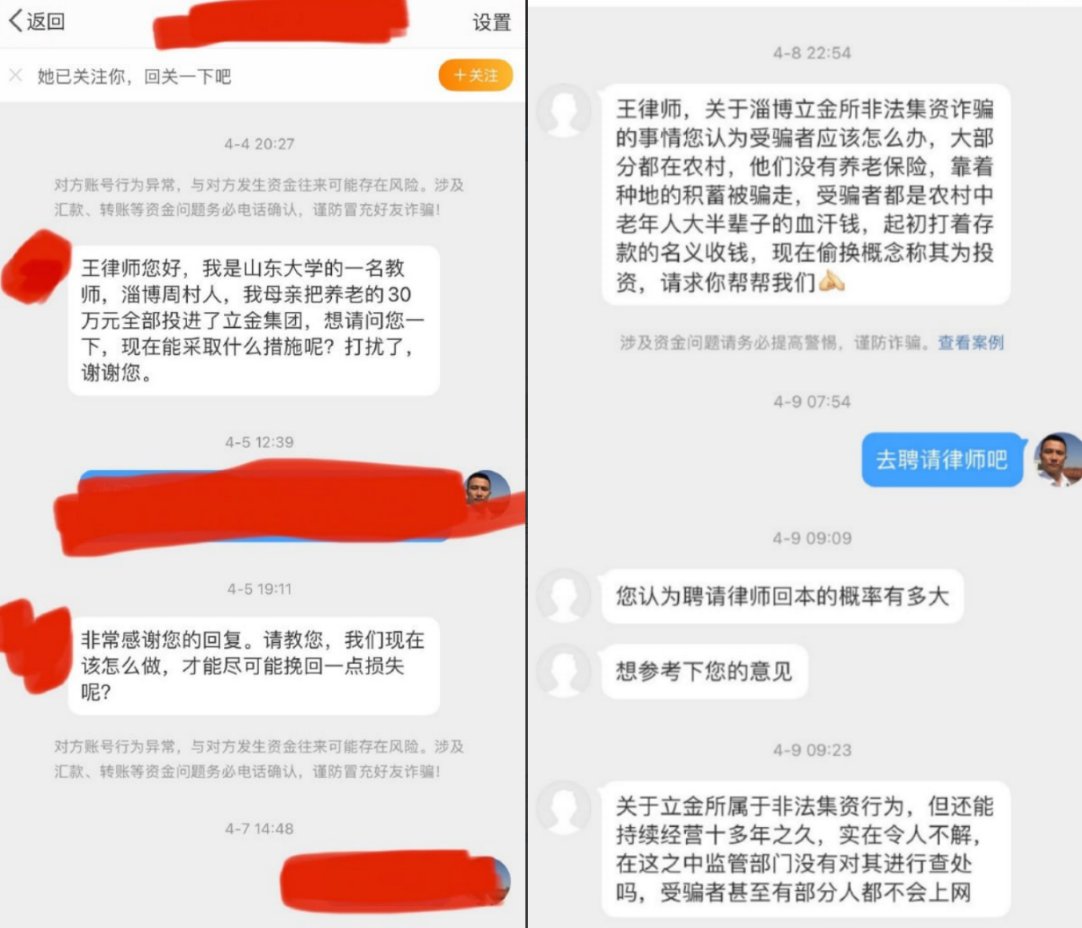 返回
设置
她已关注你，回关一下吧
+关注
4-4 20:27
对方账号行为异常，与对方发生资金往来可能存在风险。涉及
汇款、转账等资金问题务必电话确认，谨防冒充好友诈骗！
王律师您好，我是山东大学的一名教
师，淄博周村人，我母亲把养老的30
万元全部投进了立金集团，想请问您一
下，现在能采取什么措施呢？打扰了，
谢谢您。
4-5 12:39
4-5 19:11
非常感谢您的回复。请教您，我们现在
该怎么做，才能尽可能挽回一点损失
呢？
对方账号行为异常，与对方发生资金往来可能存在风险。涉及
汇款、转账等资金问题务必电话确认，谨防冒充好友诈骗！
4-7 14:48
4-8 22:54
王律师，关于淄博立金所非法集资诈骗
的事情您认为受骗者应该怎么办，大部
分都在农村，他们没有养老保险，靠着
种地的积蓄被骗走，受骗者都是农村中
老年人大半辈子的血汗钱，起初打着存
款的名义收钱，现在偷换概念称其为投
资，请求你帮帮我们🙏🏻
涉及资金问题请务必提高警惕，谨防诈骗。查看案例
4-9 07:54
去聘请律师吧
4-9 09:09
您认为聘请律师回本的概率有多大
想参考下您的意见
4-9 09:23
关于立金所属于非法集资行为，但还能
持续经营十多年之久，实在令人不解，
在这之中监管部门没有对其进行查处
吗，受骗者甚至有部分人都不会上网